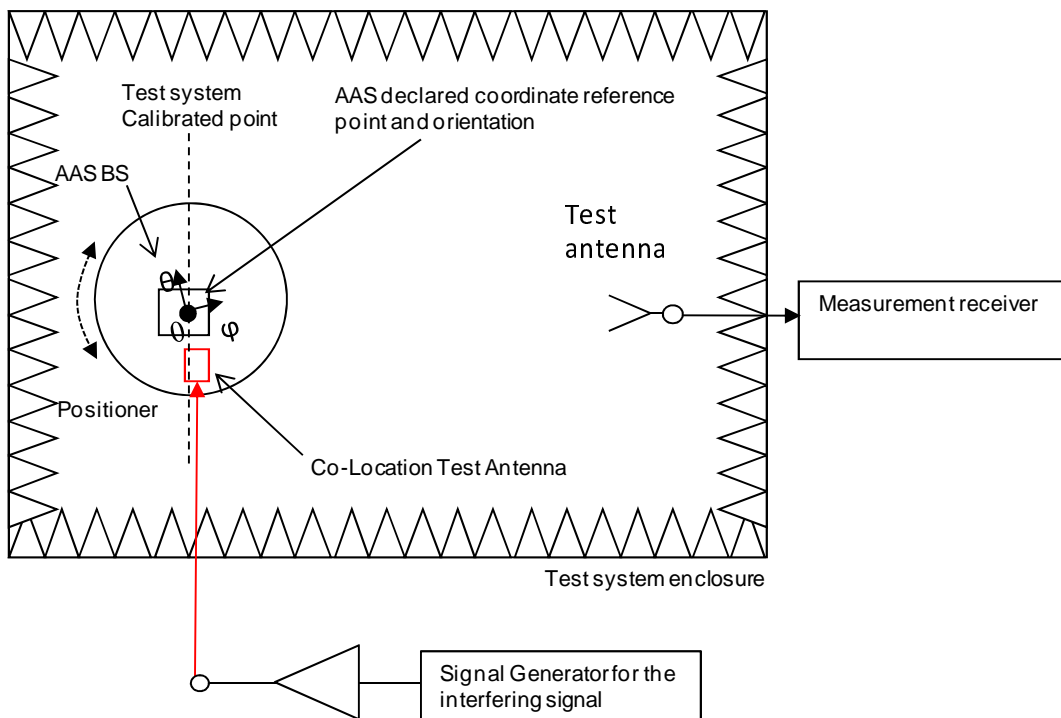 Test system
Calibrated point
AAS declared coordinate reference
point and orientation
AAS BS
Test
antenna
θ
0
φ
Measurement receiver
Positioner
Co-Location Test Antenna
Test system enclosure
Signal Generator for the
interfering signal